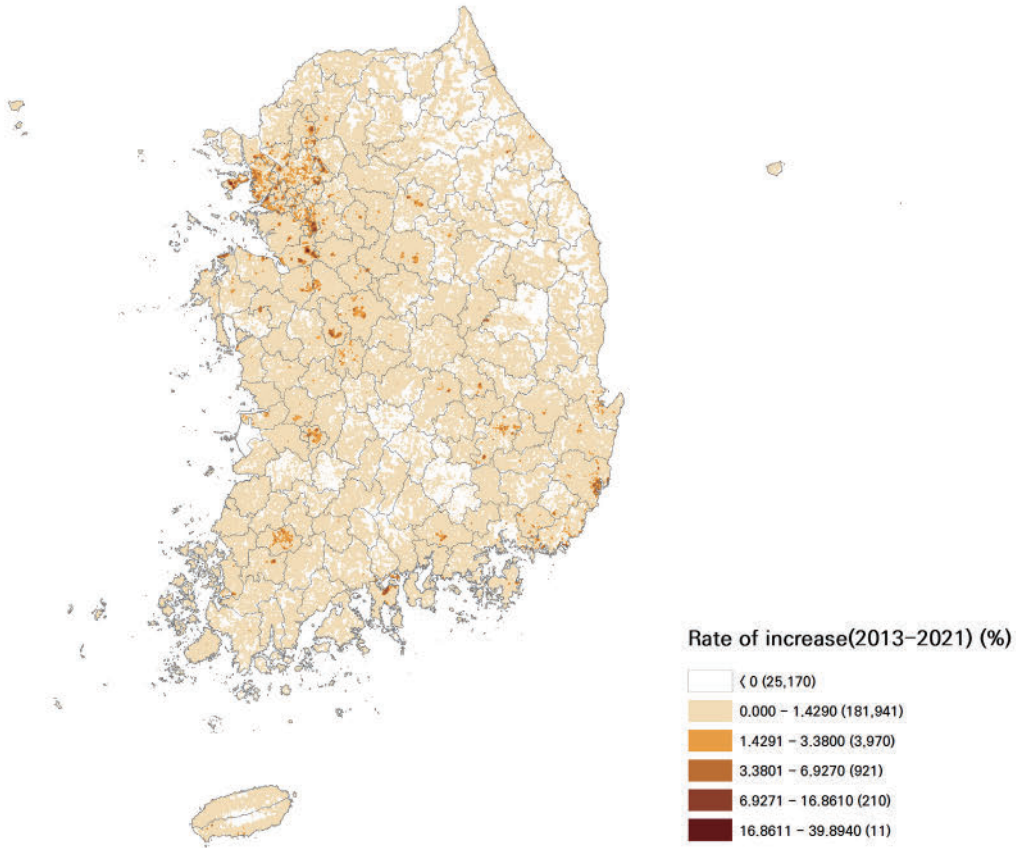 Rate of increase(2013-2021) (%)
< 0 (25,170)
0.000 - 1.4290 (181,941)
1.4291 - 3.3800 (3,970)
3.3801 - 6.9270 (921)
6.9271 - 16.8610 (210)
16.8611 - 39.8940 (11)